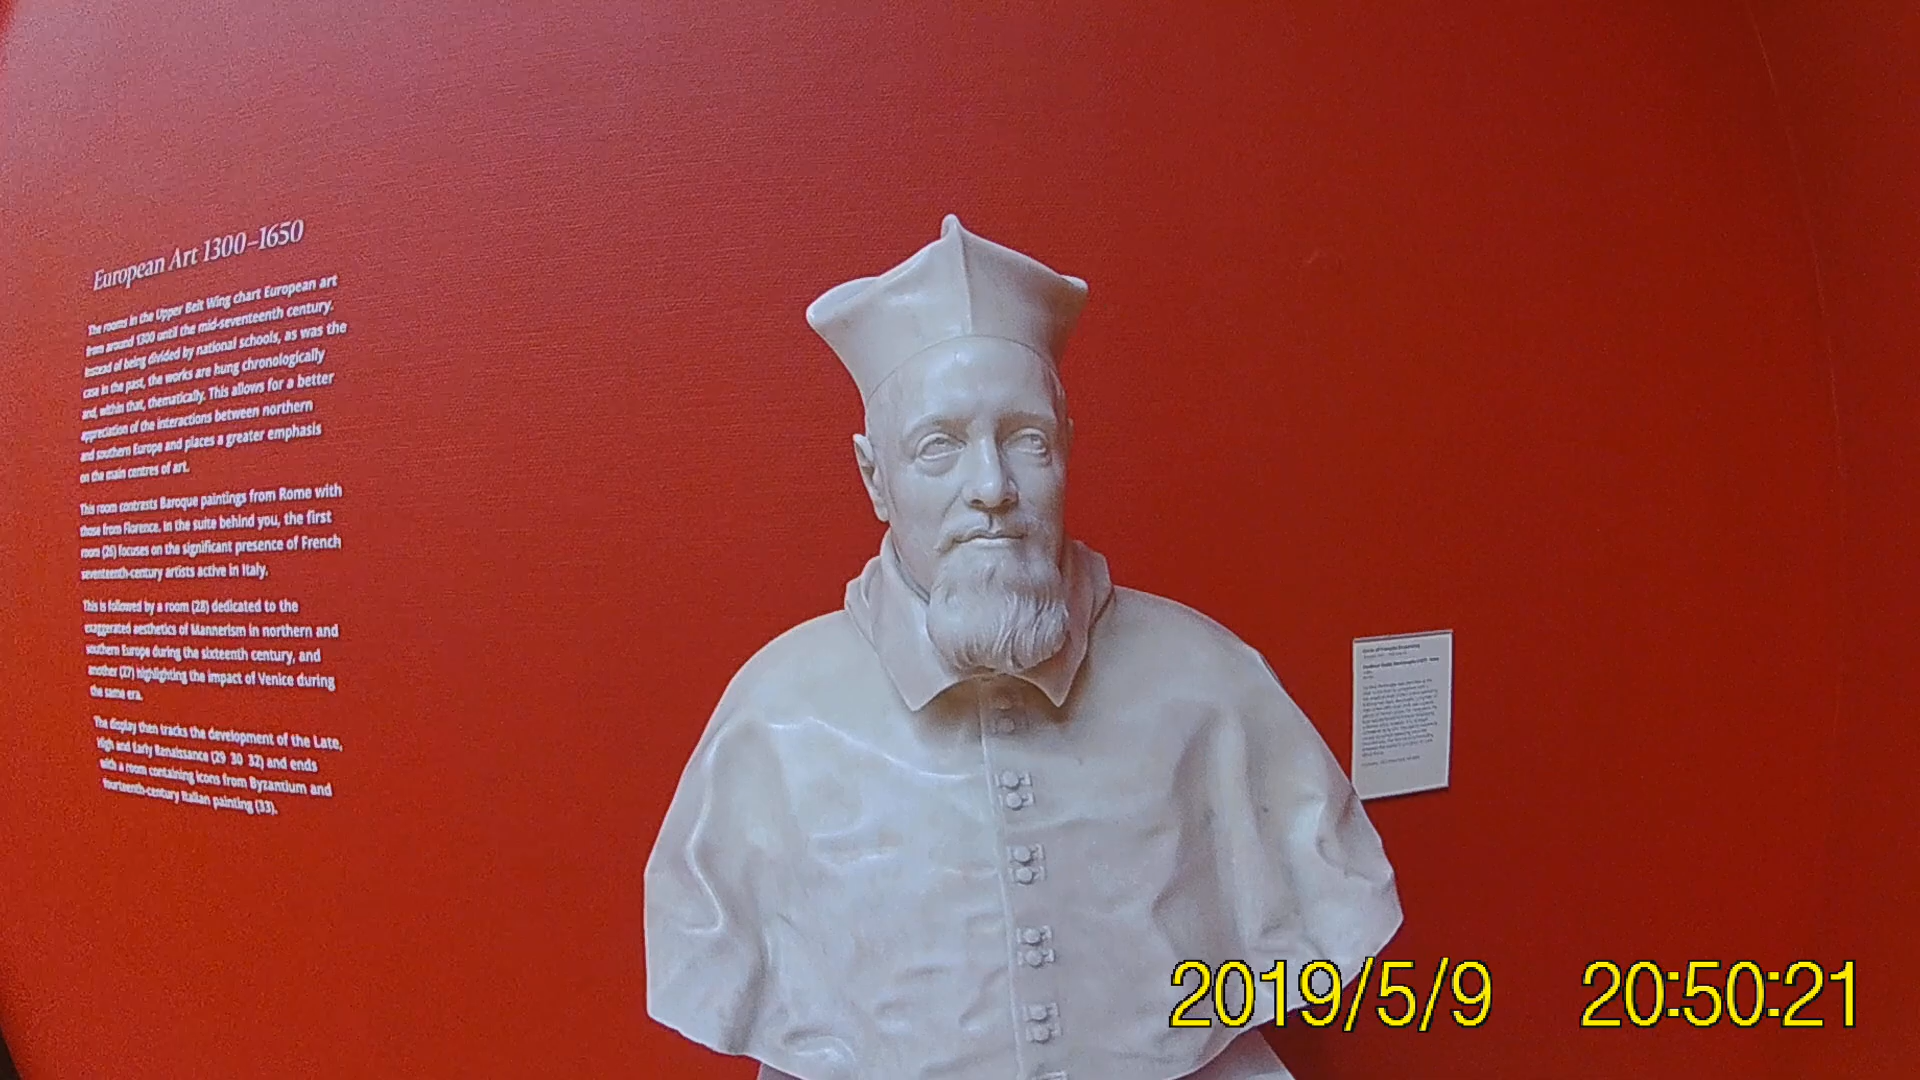 European Art 1300–1650
The rooms in the Upper Beit Wing chart European art
from around 1300 until the mid-seventeenth century.
Instead of being divided by national schools, as was the
case in the past, the works are hung chronologically
and, within that, thematically. This allows for a better
appreciation of the interactions between northern
and southern Europe and places a greater emphasis
on the main centres of art.
This room contrasts Baroque paintings from Rome with
those from Florence. In the suite behind you, the first
room (26) focuses on the significant presence of French
seventeenth-century artists active in Italy.
This is followed by a room (28) dedicated to the
exaggerated aesthetics of Mannerism in northern and
southern Europe during the sixteenth century, and
another (27) highlighting the impact of Venice during
the same era.
The display then tracks the development of the Late,
High and Early Renaissance (29 30 32) and ends
with a room containing icons from Byzantium and
fourteenth-century Italian painting (33).
2019/5/9 20:50:21